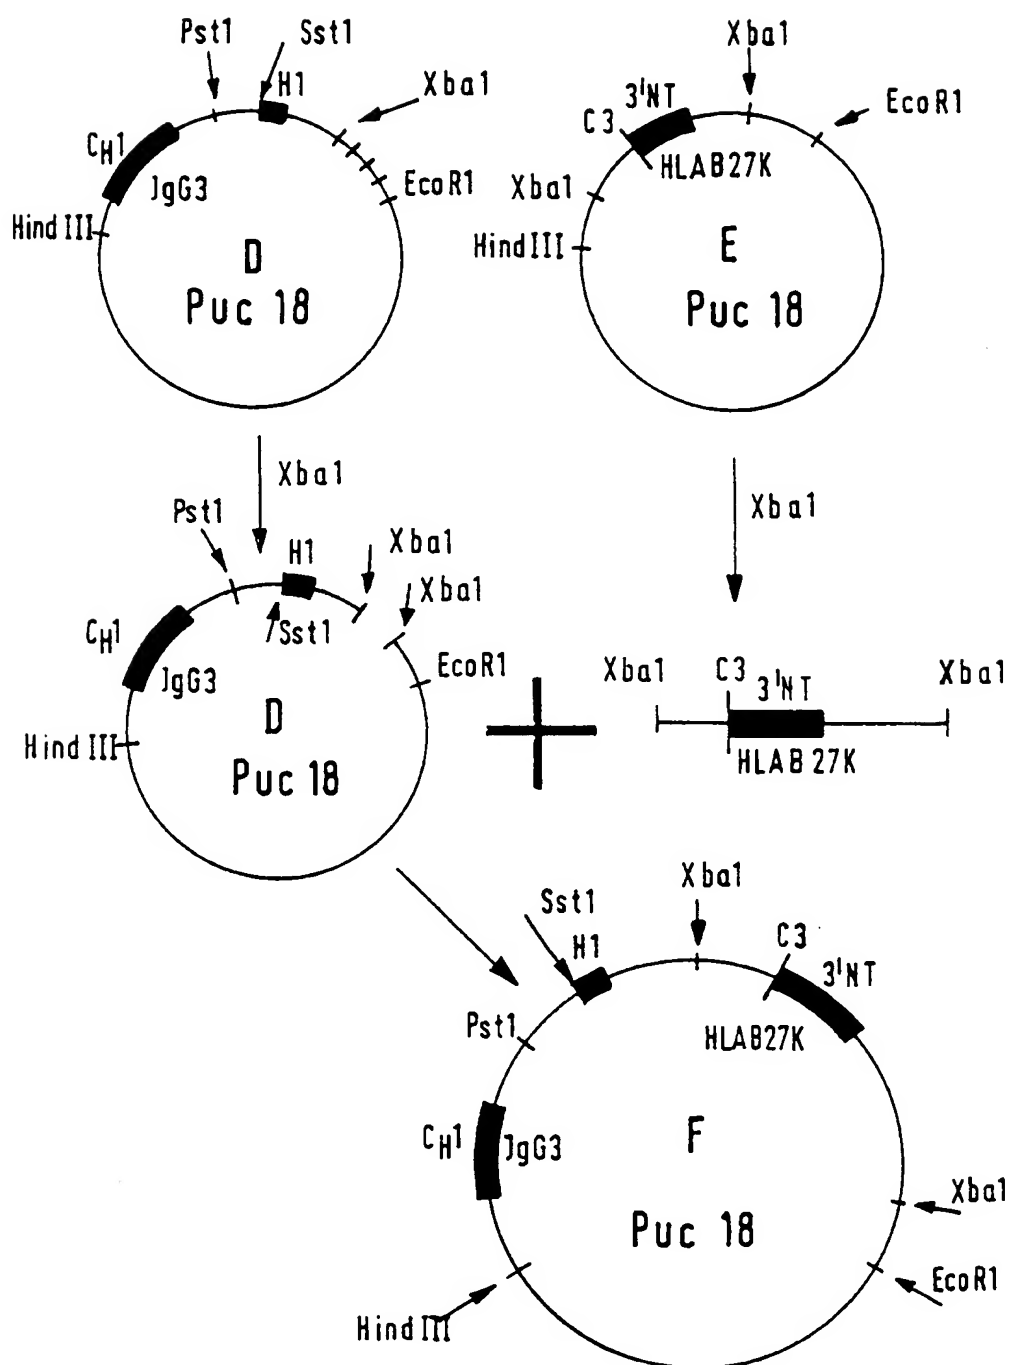 Pst1
Sst1
H1
Xba1
CH1
JgG3
EcoR1
Hind III
D
Puc 18
Xba1
C3
3'NT
EcoR1
HLAB27K
Xba1
Hind III
E
Puc 18
Xba1
Xba1
Pst1
H1
Xba1
Xba1
Sst1
CH1
JgG3
EcoR1
D
Hind III
Puc 18
Xba1
C3
3'NT
Xba1
HLAB 27K
Sst1
H1
Xba1
C3
3'NT
Pst1
HLAB27K
CH1
JgG3
F
Puc 18
Xba1
EcoR1
Hind III